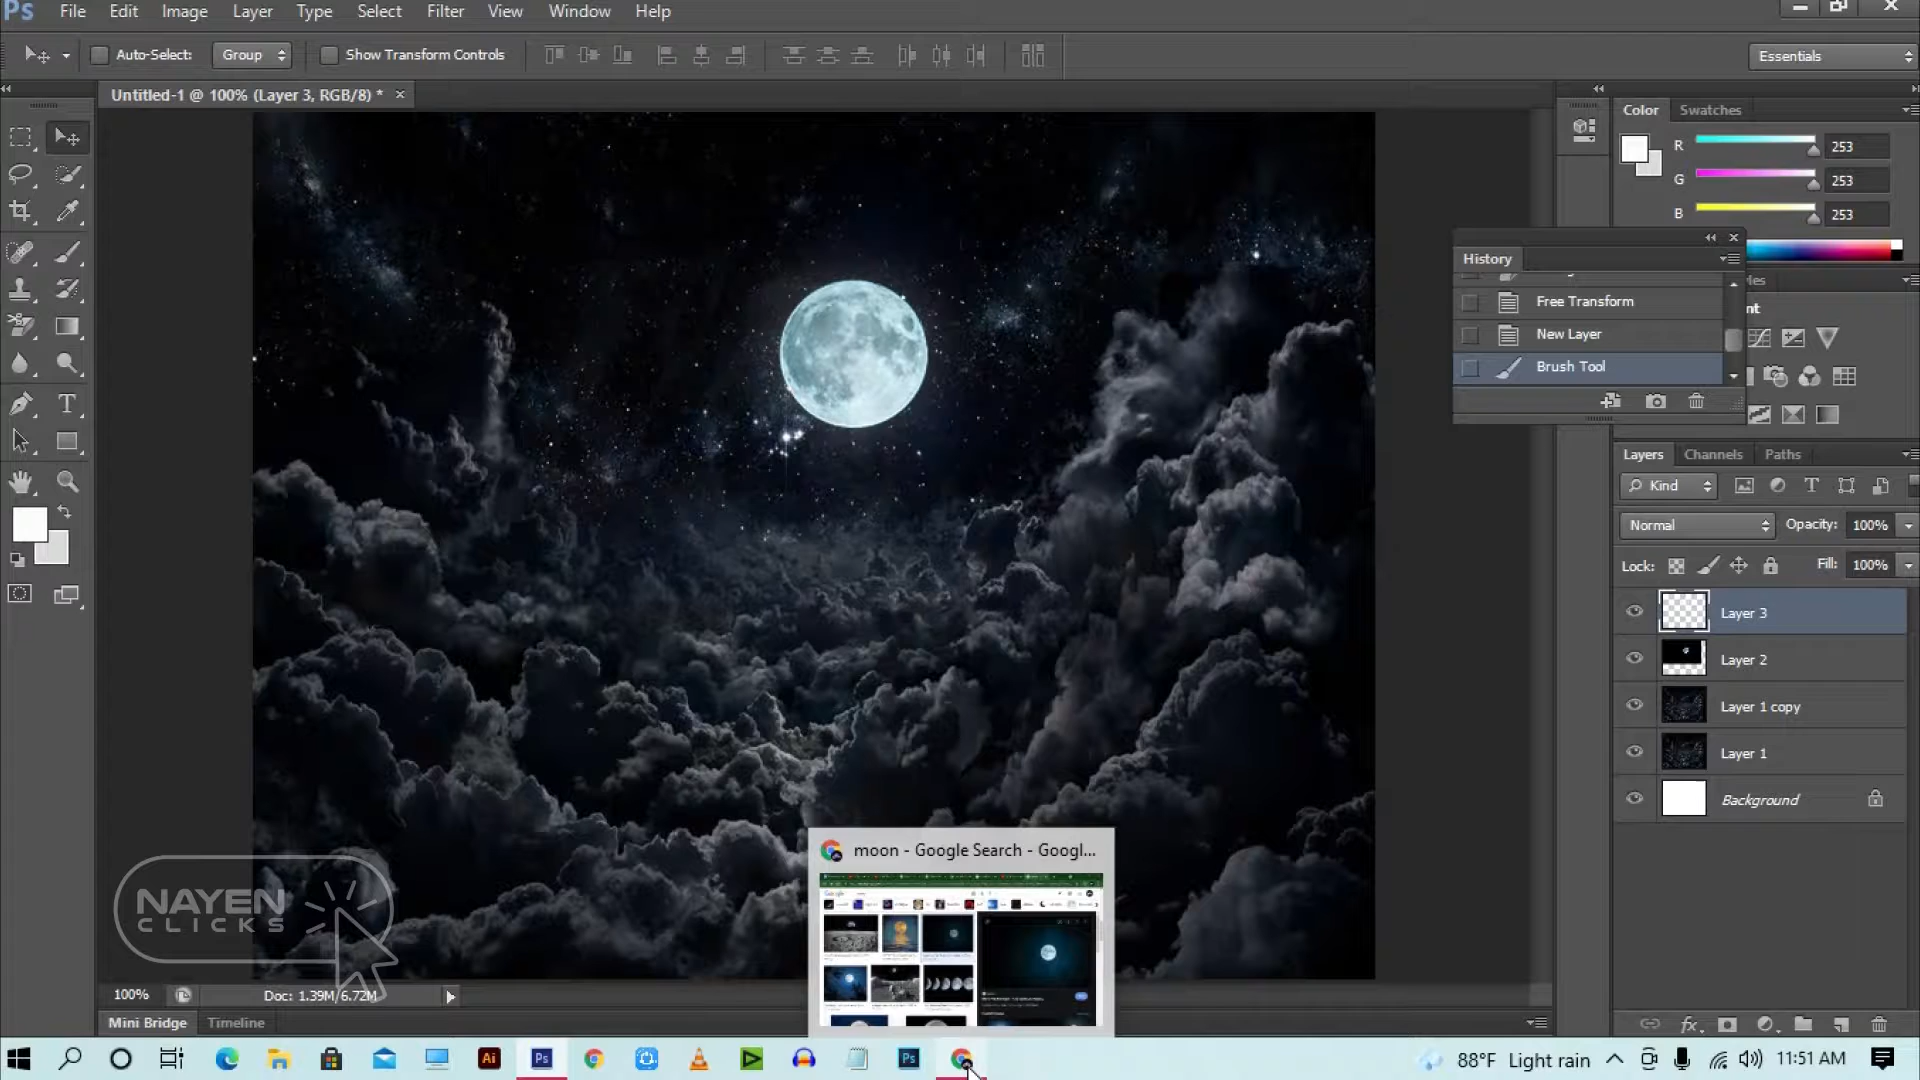 Ps File Edit Image Layer Type Select Filter View Window Help
Auto-Select: Group Show Transform Controls Essentials
Untitled-1 @ 100% (Layer 3, RGB/8) * ×
Color Swatches
R 253
G 253
B 253
History
Free Transform
New Layer
Brush Tool
Layers Channels Paths
Kind
Normal Opacity: 100%
Lock: Fill: 100%
Layer 3
Layer 2
Layer 1 copy
Layer 1
Background
NAYEN
CLICKS
moon - Google Search - Googl...
100% Doc: 1.39M/6.72M
Mini Bridge Timeline
Ai Ps Ps 88°F Light rain 11:51 AM